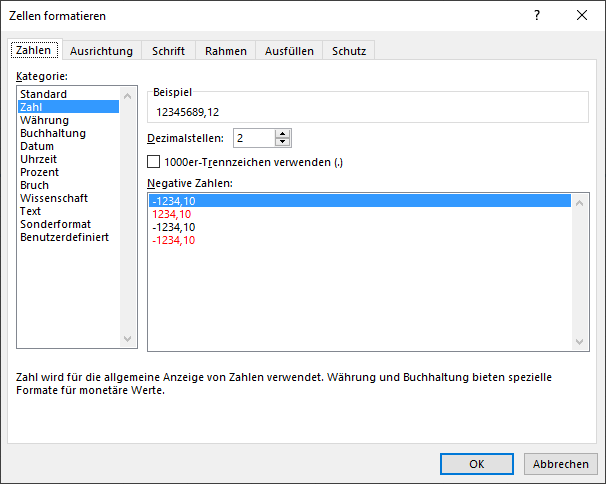 Zellen formatieren
? ×
Zahlen Ausrichtung Schrift Rahmen Ausfüllen Schutz
Kategorie:
Standard
Zahl
Währung
Buchhaltung
Datum
Uhrzeit
Prozent
Bruch
Wissenschaft
Text
Sonderformat
Benutzerdefiniert
Beispiel
12345689,12
Dezimalstellen: 2
1000er-Trennzeichen verwenden (.)
Negative Zahlen:
-1234,10
1234,10
-1234,10
-1234,10
Zahl wird für die allgemeine Anzeige von Zahlen verwendet. Währung und Buchhaltung bieten spezielle
Formate für monetäre Werte.
OK Abbrechen